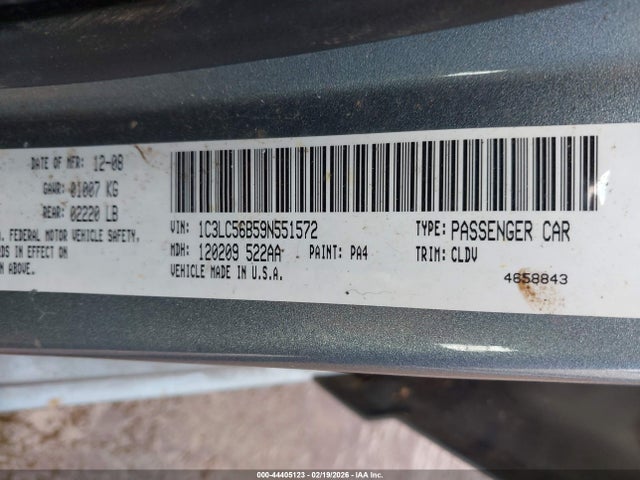 DATE OF MFR: 12-08
GAWR: 01007 KG
REAR: 02220 LB
FEDERAL MOTOR VEHICLE SAFETY,
DS IN EFFECT ON
N ABOVE.
VIN: 1C3LC56B59N551572
TYPE: PASSENGER CAR
MDH: 120209 522AA
PAINT: PA4
TRIM: CLDV
VEHICLE MADE IN U.S.A.
4658843
000-44405123 - 02/19/2026 - IAA Inc.